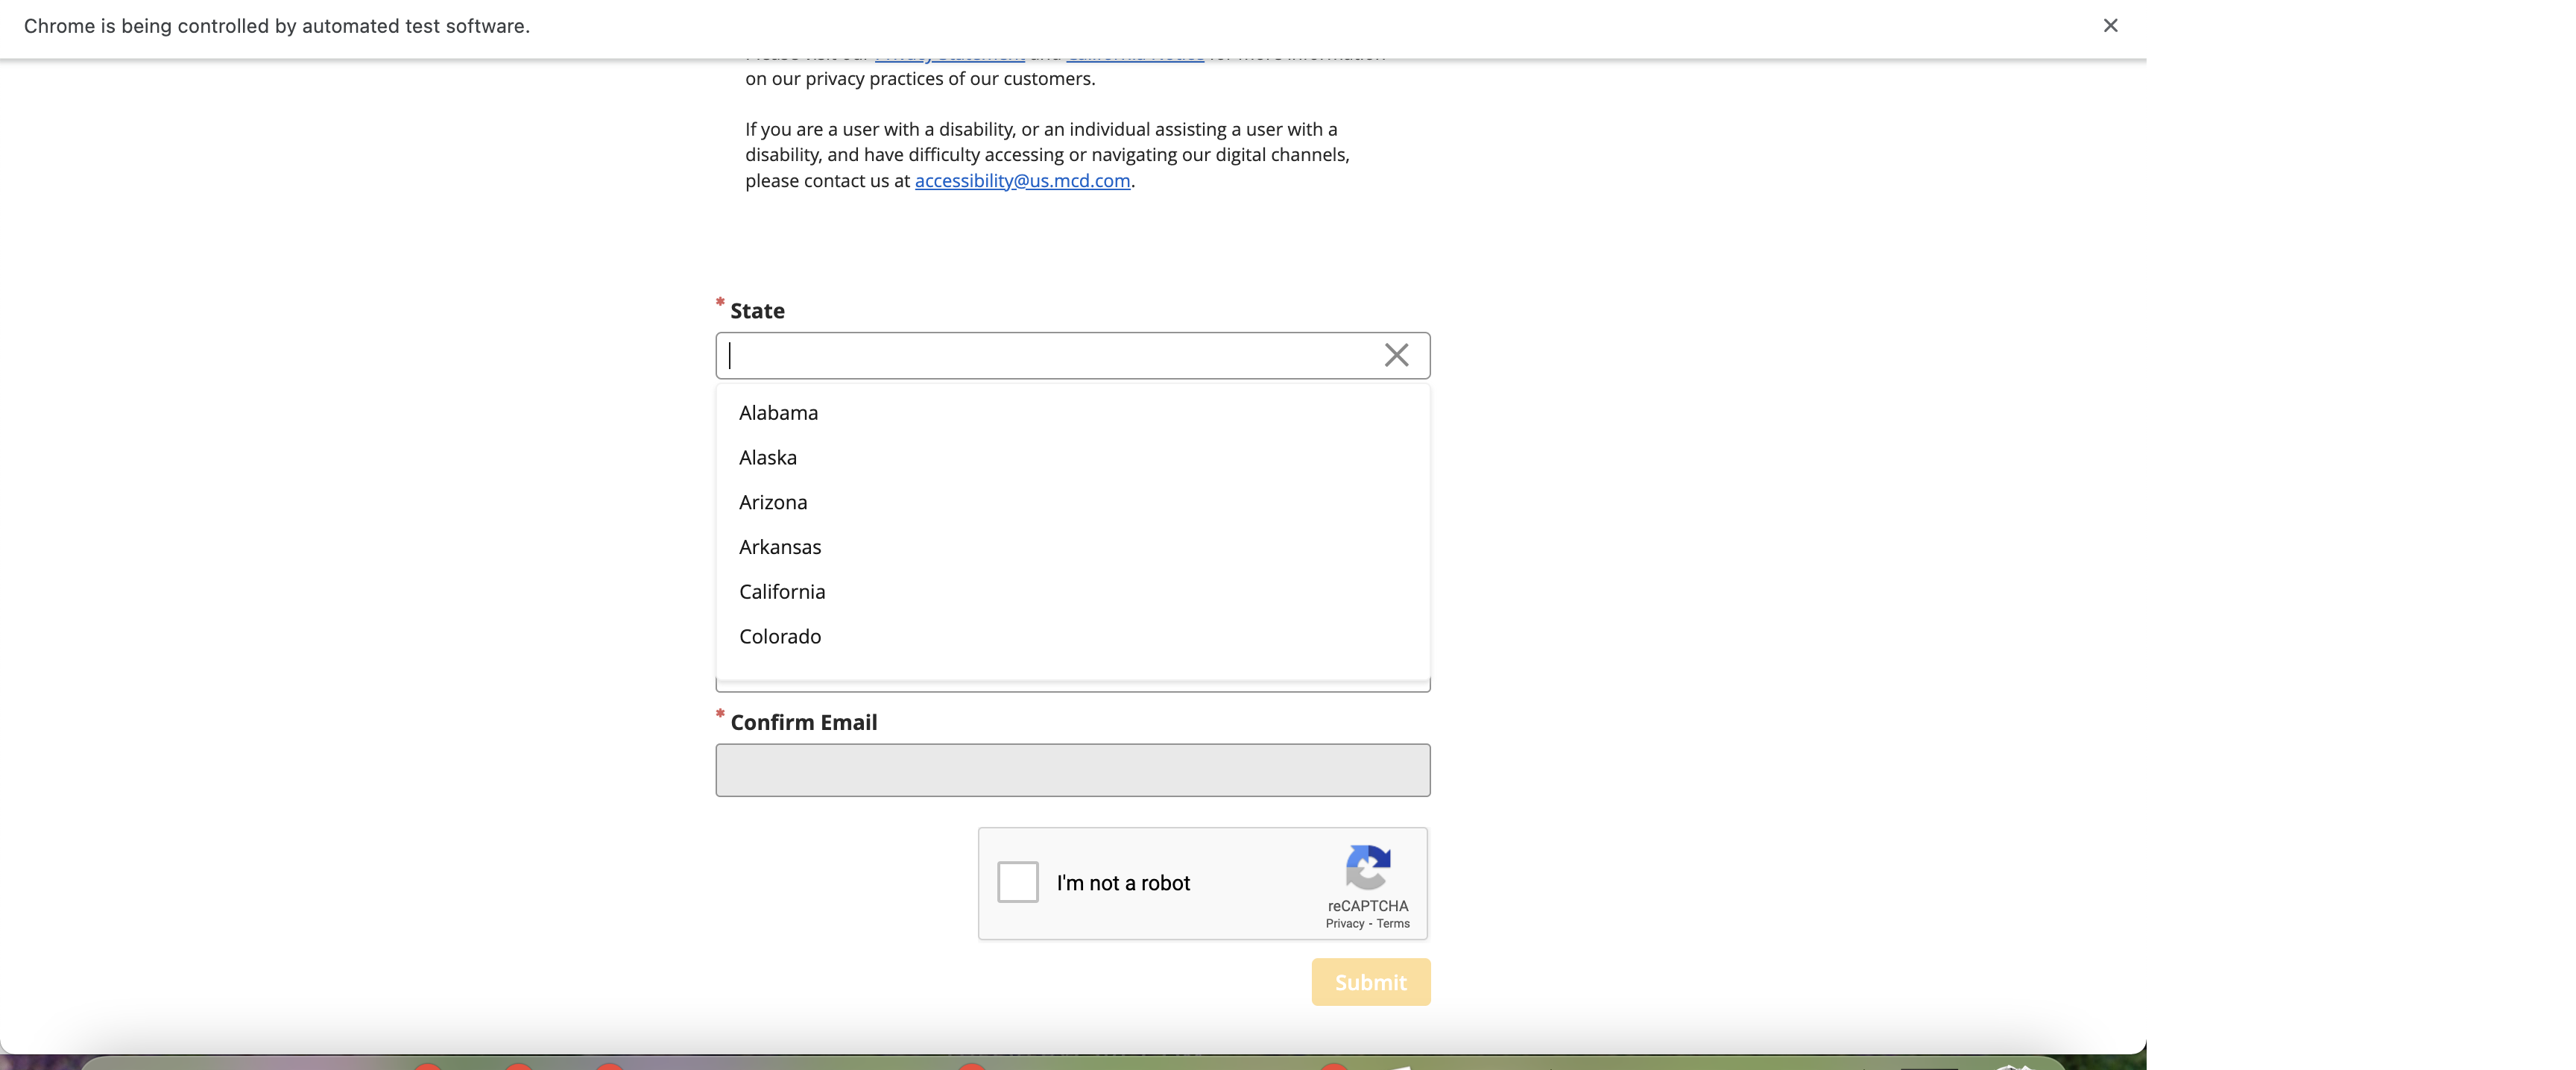 Chrome is being controlled by automated test software.
on our privacy practices of our customers.
If you are a user with a disability, or an individual assisting a user with a
disability, and have difficulty accessing or navigating our digital channels,
please contact us at accessibility@us.mcd.com.
* State
Alabama
Alaska
Arizona
Arkansas
California
Colorado
* Confirm Email
I'm not a robot
reCAPTCHA
Privacy - Terms
Submit